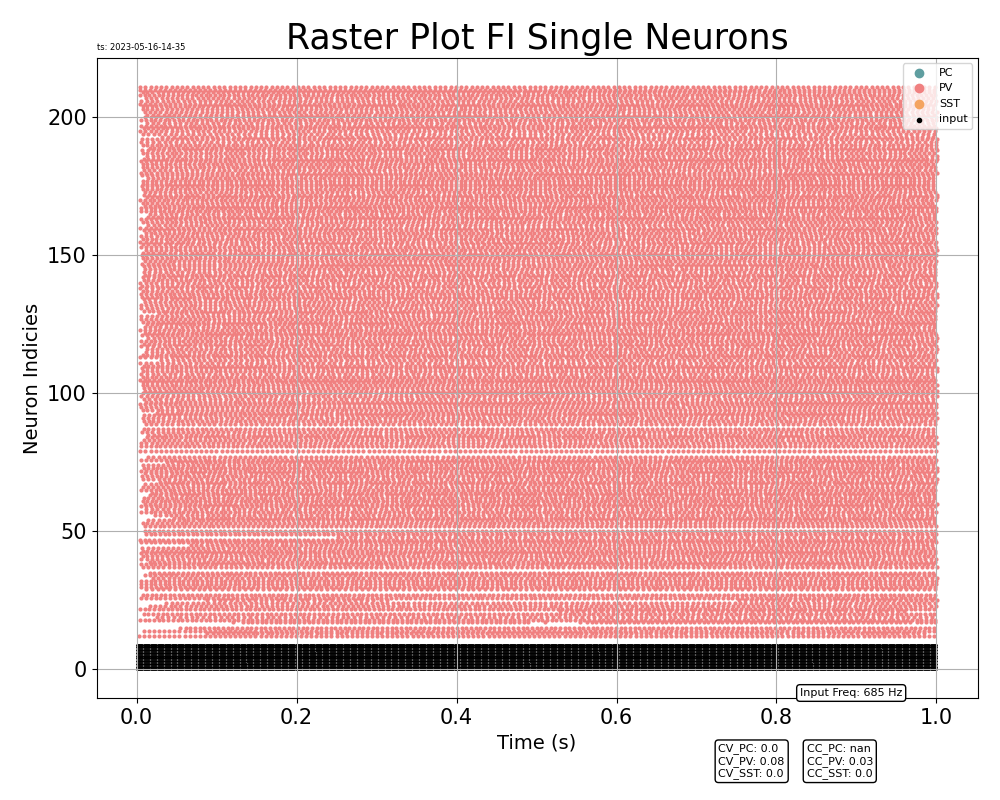 Raster Plot FI Single Neurons
ts: 2023-05-16-14-35
PC
PV
SST
input
200
150
100
50
0
Neuron Indicies
0.0 0.2 0.4 0.6 0.8 1.0
Time (s)
Input Freq: 685 Hz
CV_PC: 0.0
CV_PV: 0.08
CV_SST: 0.0
CC_PC: nan
CC_PV: 0.03
CC_SST: 0.0